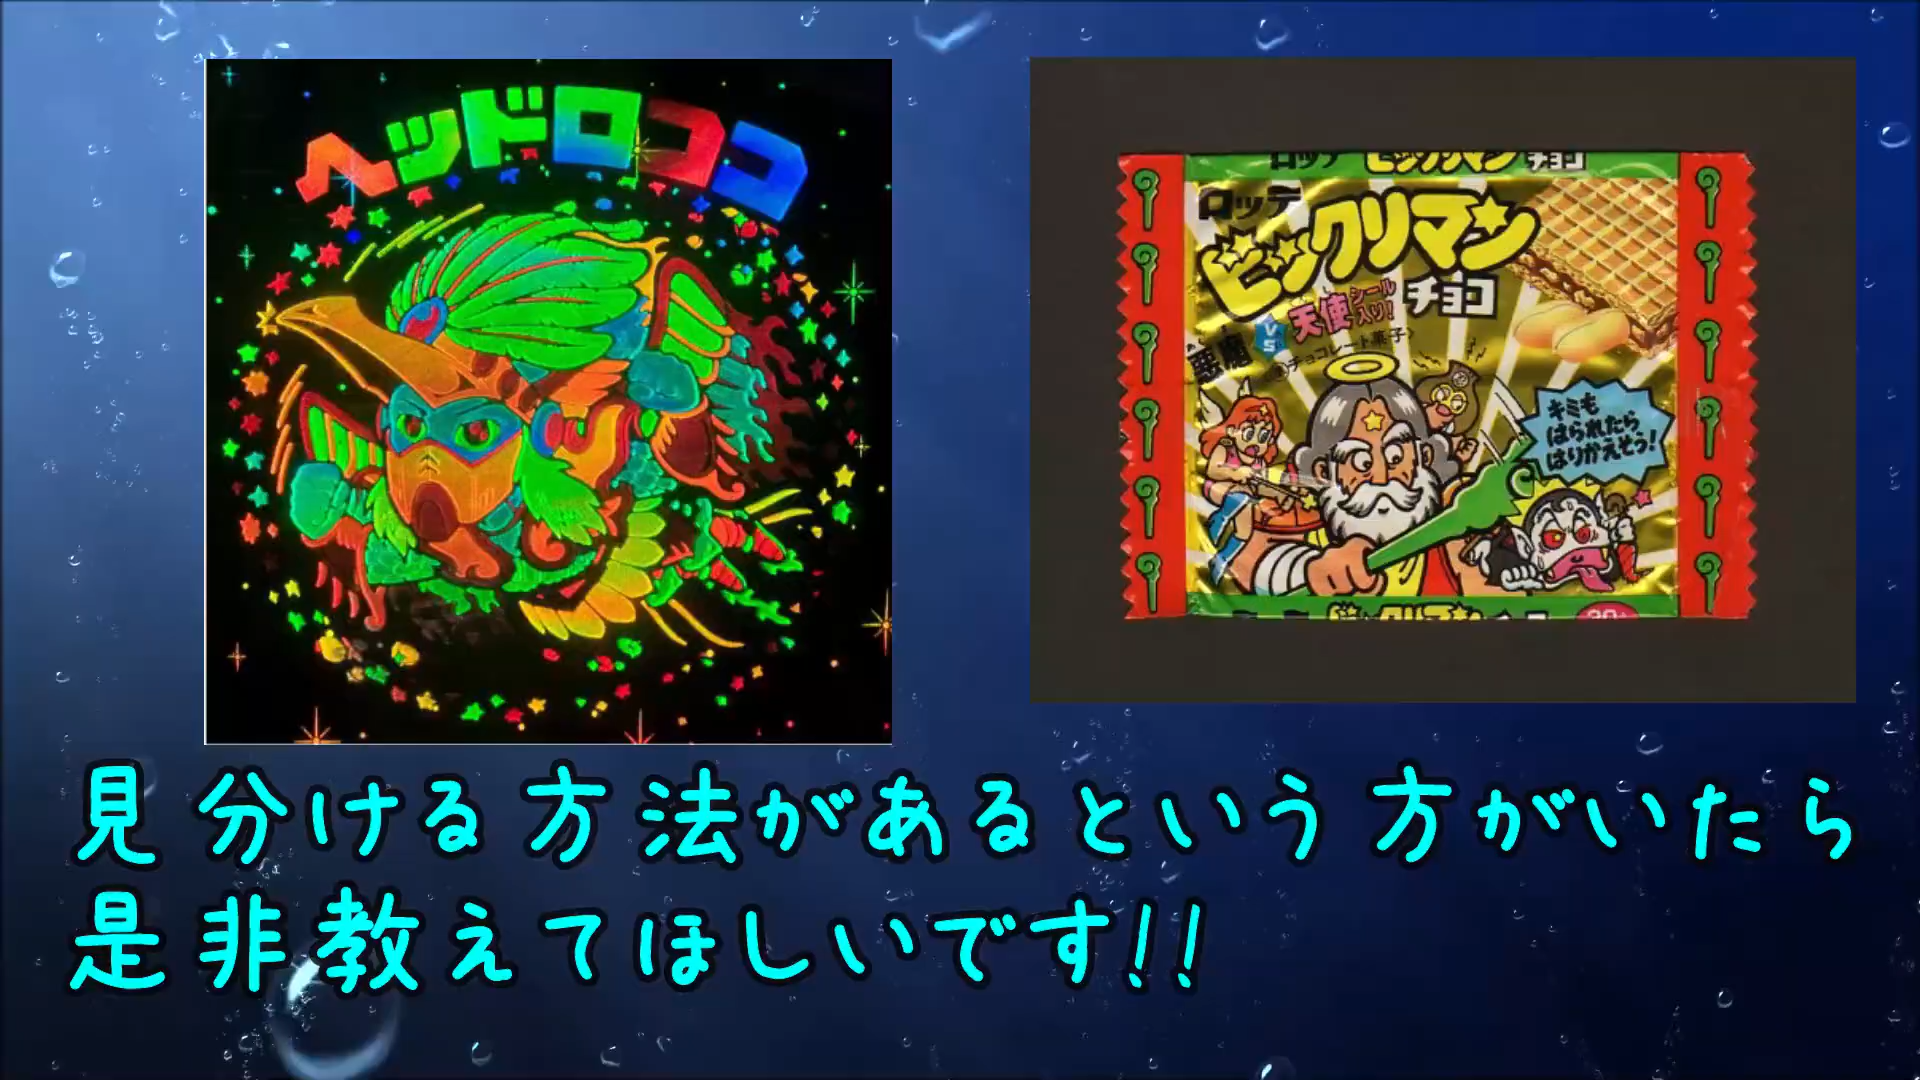 ヘッドロココ
ロッテ ビックリマン チョコ
ロッテ
ビックリマン
チョコ
悪魔 VS 天使シール入り!
チョコレート菓子
キミも
はられたら
はりかえそう!
見分ける方法があるという方がいたら
是非教えてほしいです!!